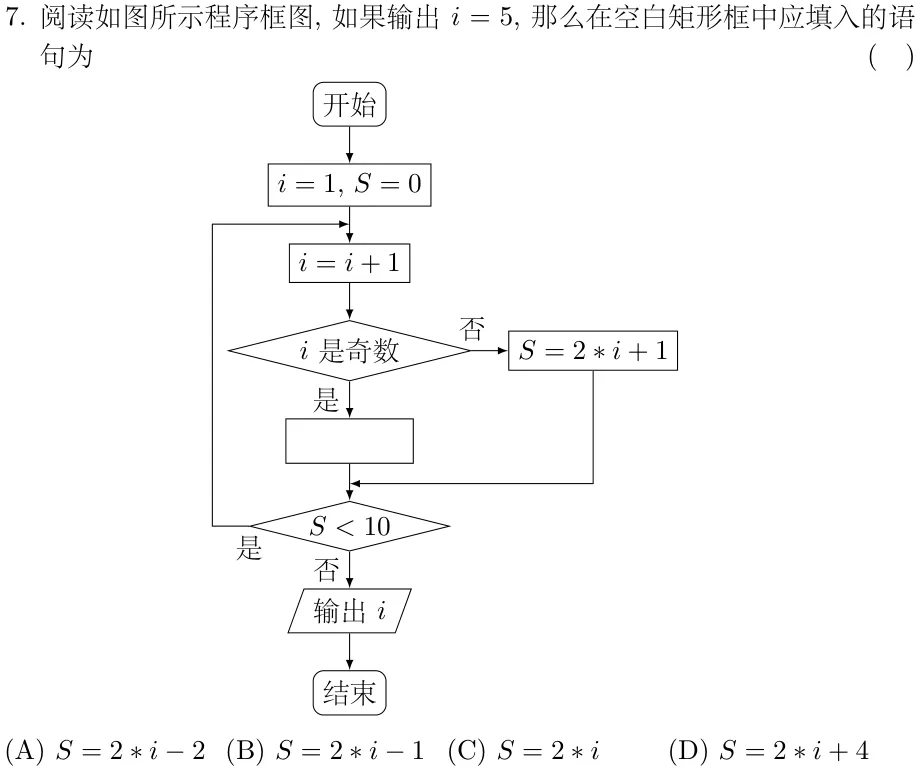 7. 阅读如图所示程序框图, 如果输出 i = 5, 那么在空白矩形框中应填入的语
句为 ( )
开始
i = 1, S = 0
i = i + 1
否
i 是奇数
S = 2 * i + 1
是
S < 10
是
否
输出 i
结束
(A) S = 2 * i − 2 (B) S = 2 * i − 1 (C) S = 2 * i (D) S = 2 * i + 4